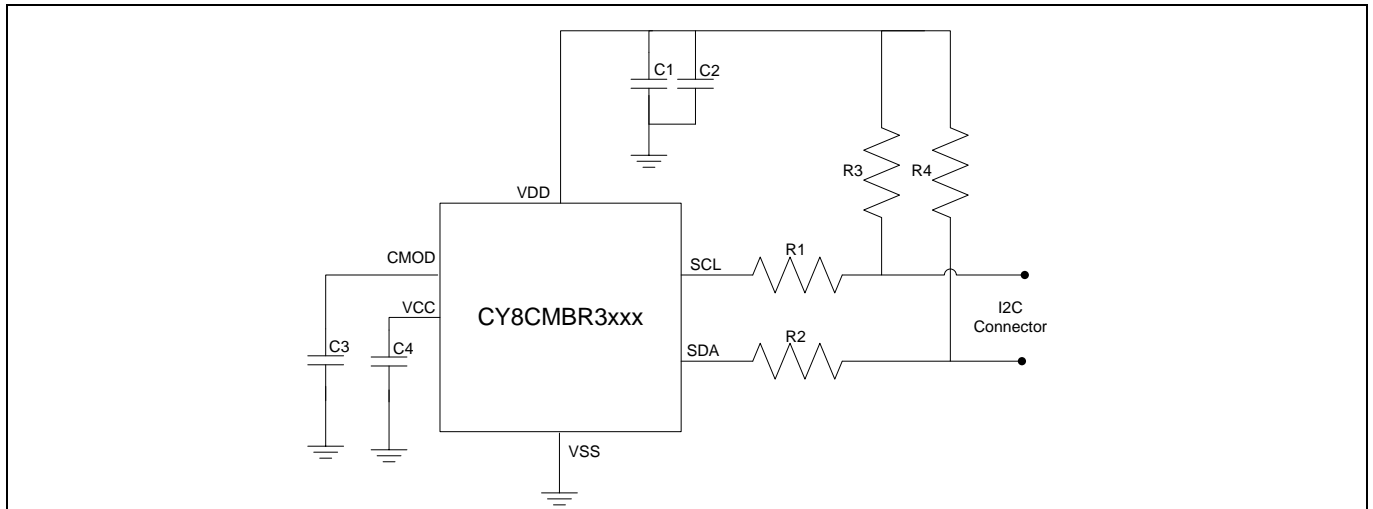 C1
C2
R3
R4
VDD
CMOD
SCL
R1
VCC
I2C
Connector
CY8CMBR3xxx
C3
C4
SDA
R2
VSS